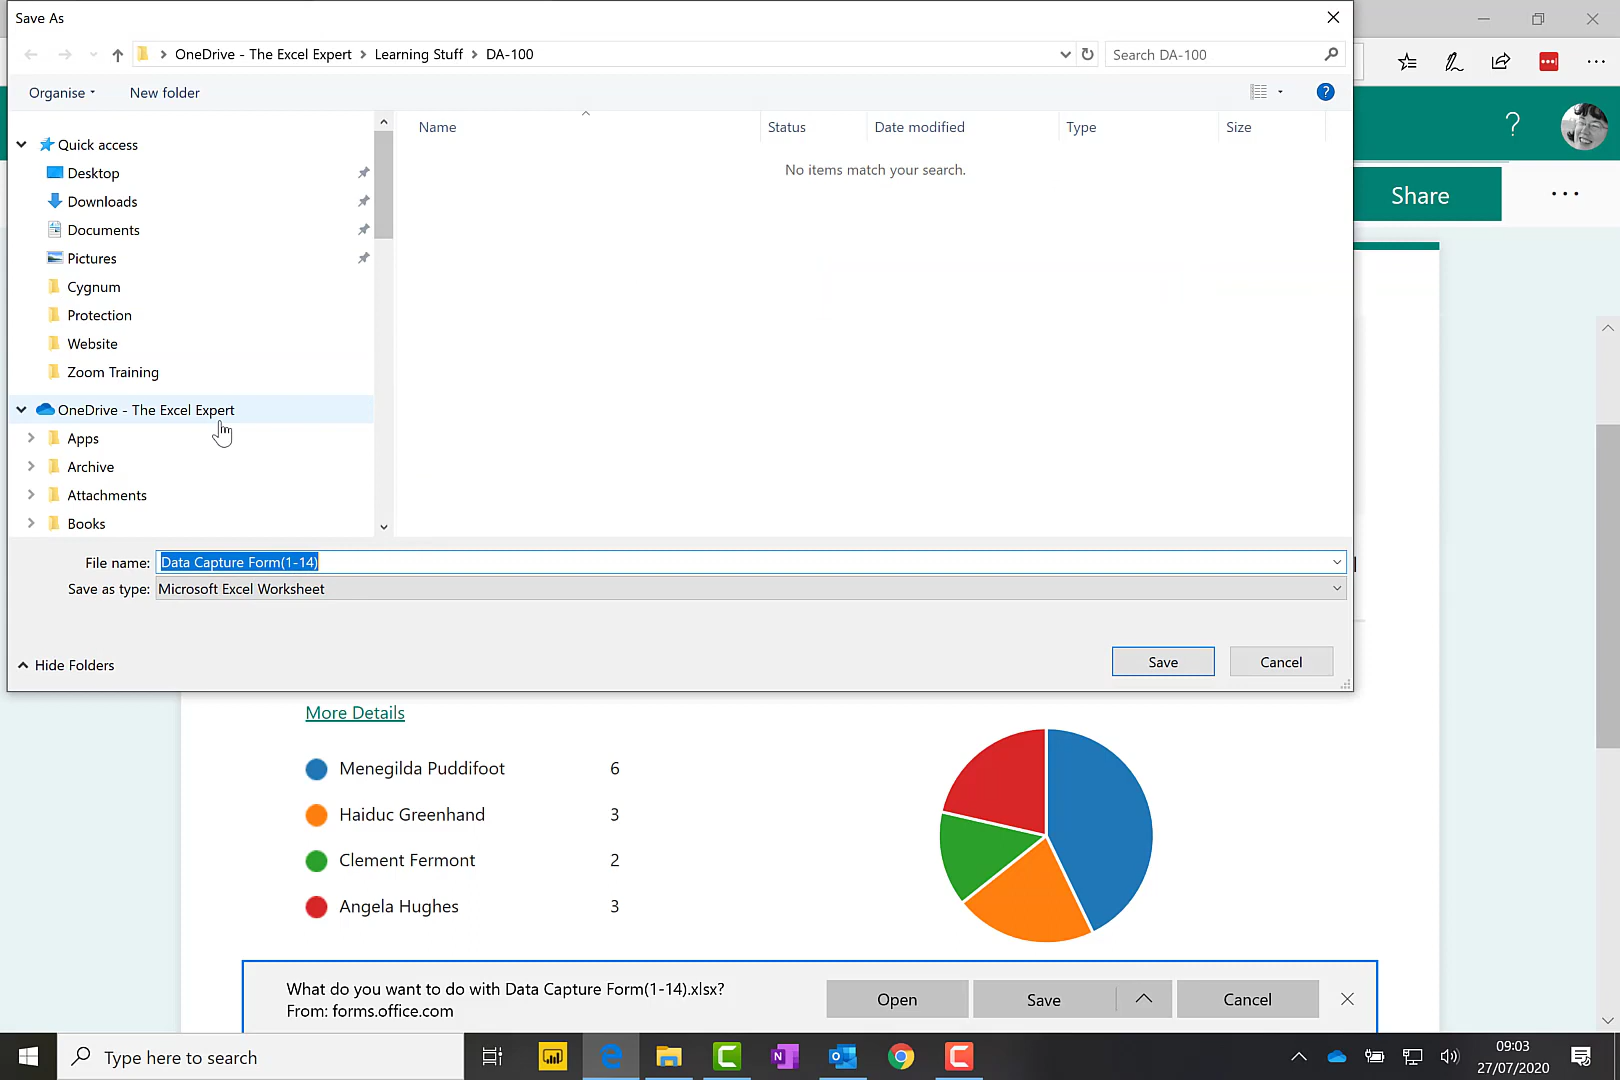 Save As
OneDrive - The Excel Expert > Learning Stuff > DA-100
Search DA-100
Organise
New folder
?
Name
Status
Date modified
Type
Size
No items match your search.
Quick access
Desktop
Downloads
Documents
Pictures
Cygnum
Protection
Website
Zoom Training
OneDrive - The Excel Expert
Apps
Archive
Attachments
Books
File name: Data Capture Form(1-14)
Save as type: Microsoft Excel Worksheet
Hide Folders
Save
Cancel
?
Share
More Details
Menegilda Puddifoot 6
Haiduc Greenhand 3
Clement Fermont 2
Angela Hughes 3
What do you want to do with Data Capture Form(1-14).xlsx?
From: forms.office.com
Open
Save
Cancel
Type here to search
09:03
27/07/2020